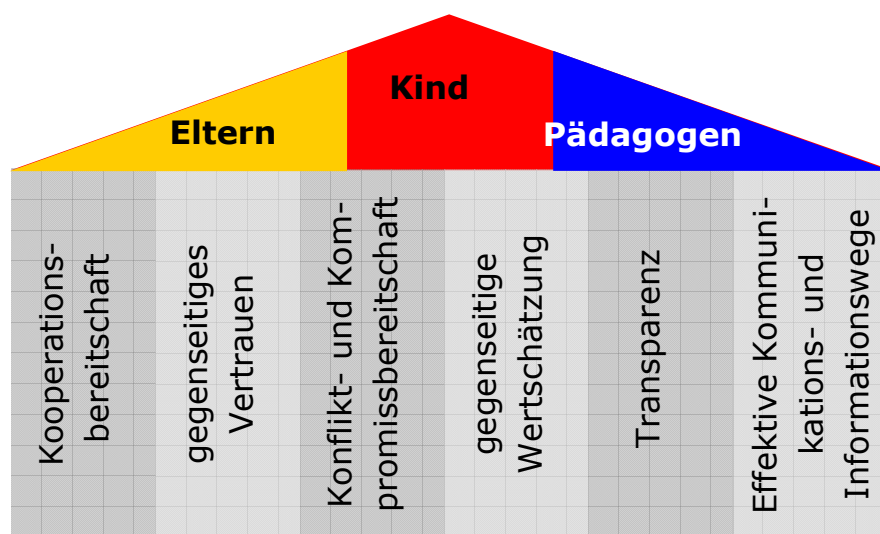 Kind
Eltern
Pädagogen
Kooperations-
bereitschaft
gegenseitiges
Vertrauen
Konflikt- und Kom-
promissbereitschaft
gegenseitige
Wertschätzung
Transparenz
Effektive Kommuni-
kations- und
Informationswege